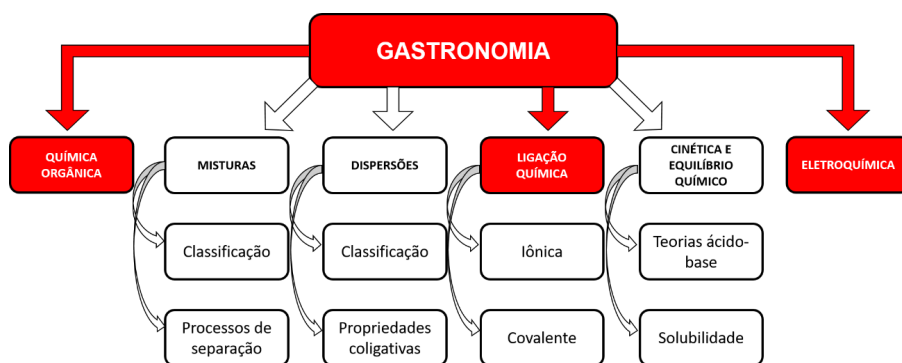 GASTRONOMIA
QUÍMICA
ORGÂNICA
MISTURAS
DISPERSÕES
LIGAÇÃO
QUÍMICA
CINÉTICA E
EQUILÍBRIO
QUÍMICO
ELETROQUÍMICA
Classificação
Classificação
Iônica
Teorias ácido-
base
Processos de
separação
Propriedades
coligativas
Covalente
Solubilidade